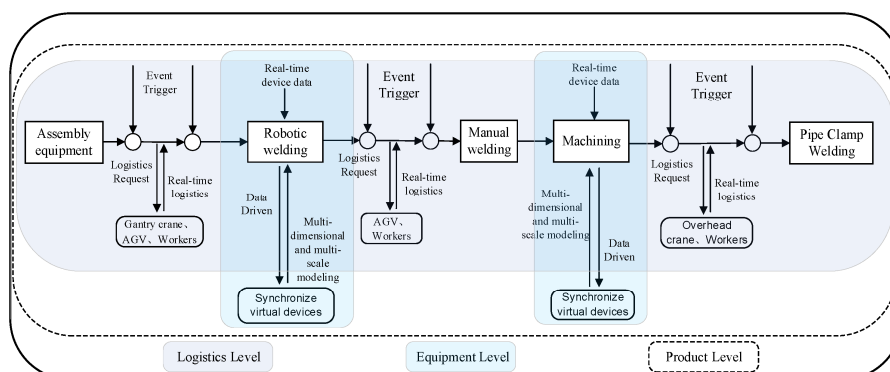 Event
Trigger
Real-time
device data
Event
Trigger
Real-time
device data
Event
Trigger
Assembly
equipment
Robotic
welding
Manual
welding
Machining
Pipe Clamp
Welding
Logistics
Request
Real-time
logistics
Logistics
Request
Real-time
logistics
Logistics
Request
Real-time
logistics
Gantry crane、
AGV、Workers
Data
Driven
Multi-
dimensional
and multi-
scale
modeling
AGV、
Workers
Multi-
dimensional
and multi-
scale modeling
Data
Driven
Overhead
crane、Workers
Synchronize
virtual devices
Synchronize
virtual devices
Logistics Level
Equipment Level
Product Level